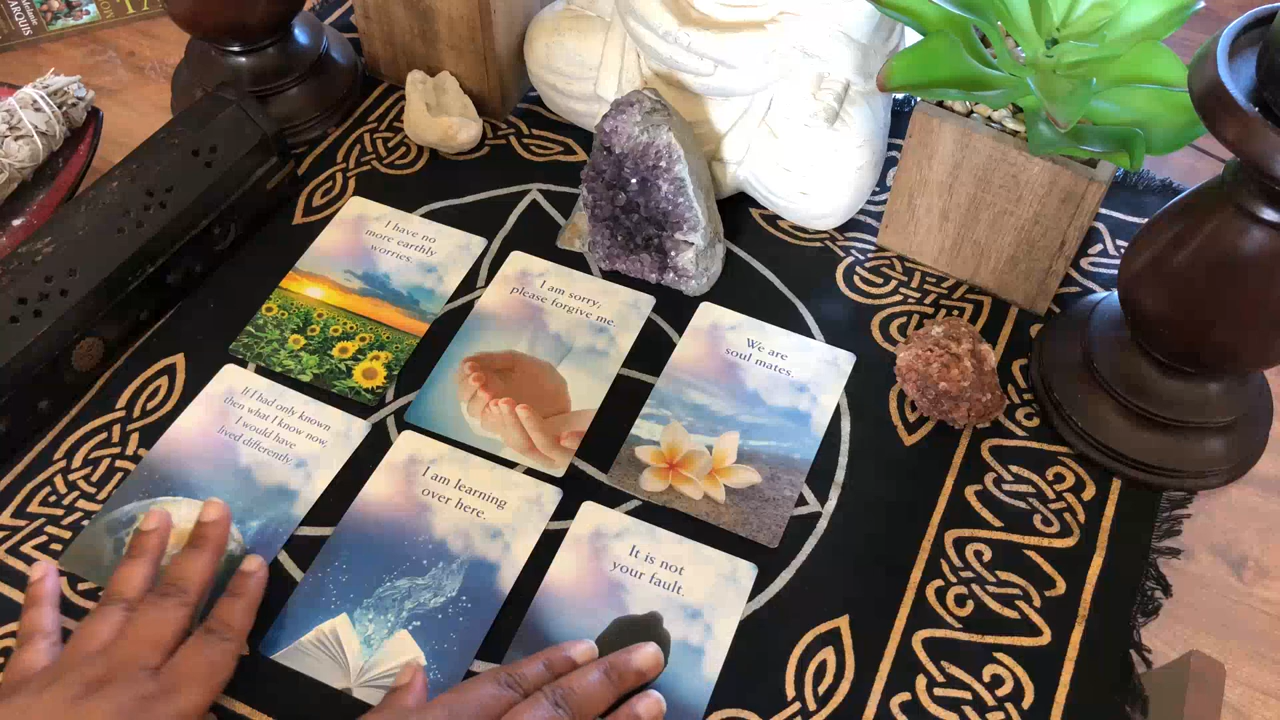 MARQUIS
I have no
more earthly
worries.
I am sorry,
please forgive me.
We are
soul mates.
If I had only known
then what I know now,
I would have
lived differently.
I am learning
over here.
It is not
your fault.